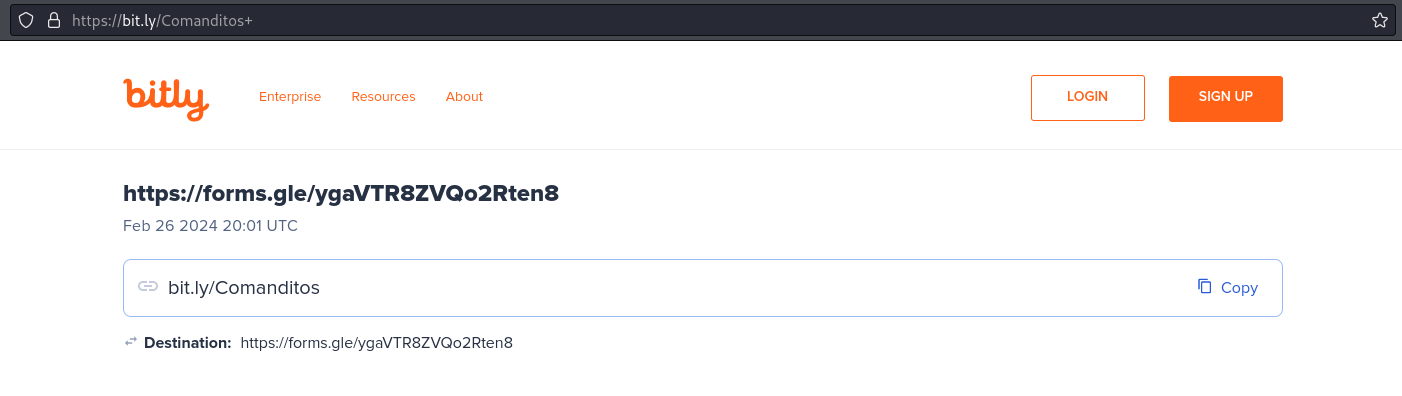 https://bit.ly/Comanditos+
bitly Enterprise Resources About LOGIN SIGN UP
https://forms.gle/ygaVTR8ZVQo2Rten8
Feb 26 2024 20:01 UTC
bit.ly/Comanditos Copy
Destination: https://forms.gle/ygaVTR8ZVQo2Rten8